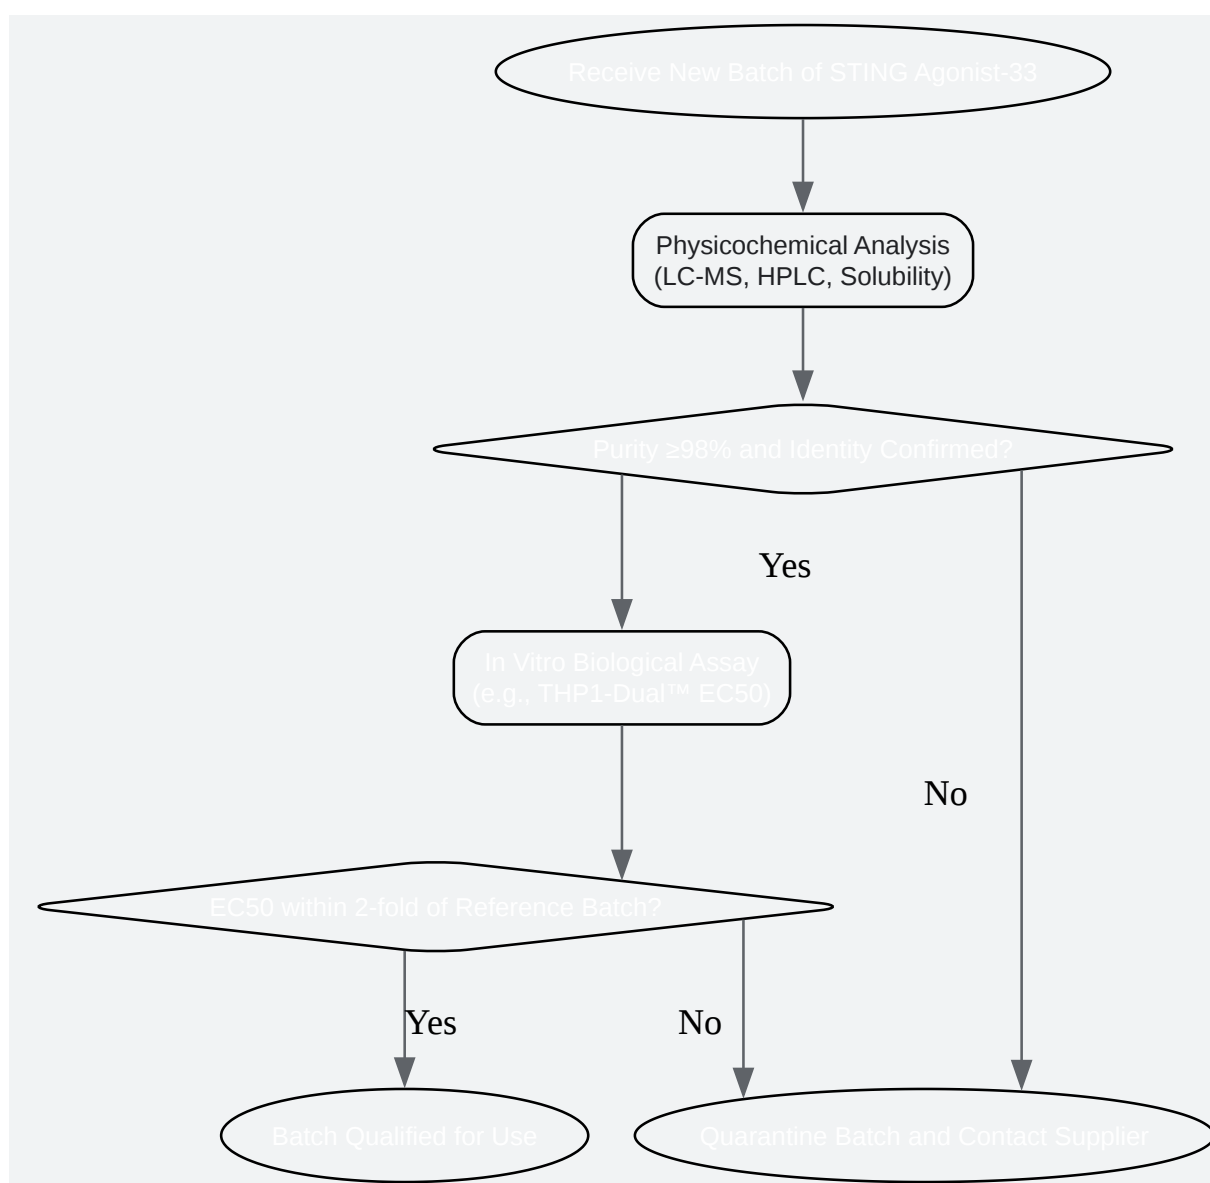 Receive New Batch of STING Agonist-33
Physicochemical Analysis
(LC-MS, HPLC, Solubility)
Purity ≥98% and Identity Confirmed?
Yes
In Vitro Biological Assay
(e.g., THP1-Dual™ EC50)
No
EC50 within 2-fold of Reference Batch?
Yes
No
Batch Qualified for Use
Quarantine Batch and Contact Supplier